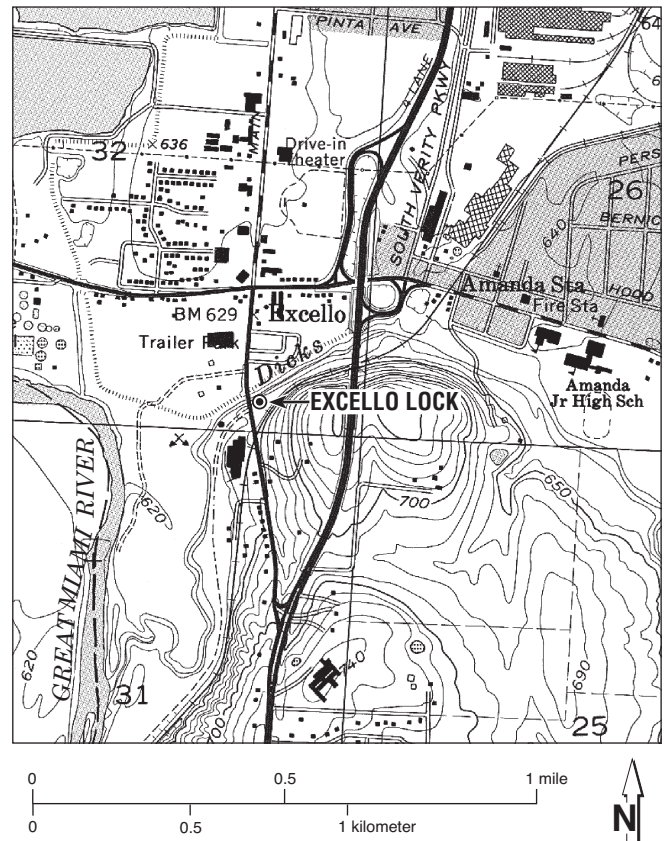 PINTA AVE
64
MAIN
4 LANE
SOUTH VERITY PKWY
32
636
Drive-in
theater
PERS
26
BERNIC
640
HOOD
Amanda Sta
Fire Sta
BM 629
Excello
Trailer Park
Dicks
Amanda
Jr High Sch
EXCELLO LOCK
GREAT MIAMI RIVER
620
650
700
620
740
690
31
700
25
0 0.5 1 mile
0 0.5 1 kilometer
N